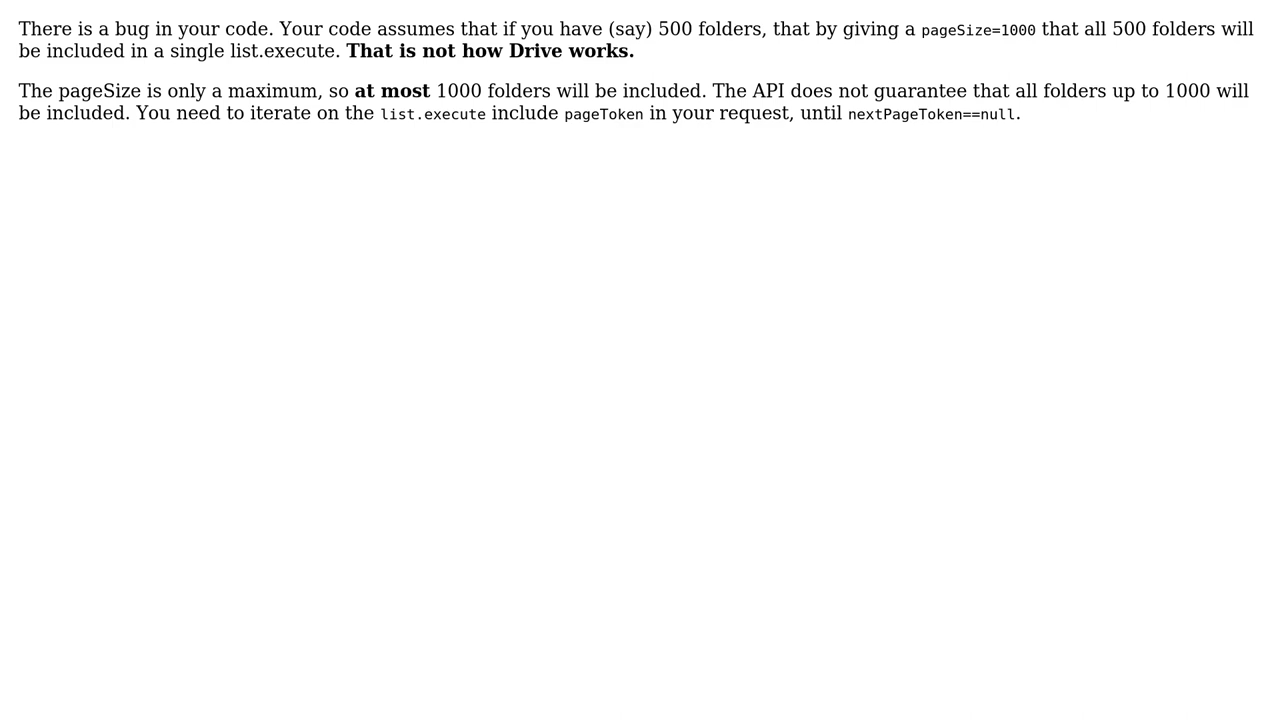 There is a bug in your code. Your code assumes that if you have (say) 500 folders, that by giving a pageSize=1000 that all 500 folders will
be included in a single list.execute. That is not how Drive works.
The pageSize is only a maximum, so at most 1000 folders will be included. The API does not guarantee that all folders up to 1000 will
be included. You need to iterate on the list.execute include pageToken in your request, until nextPageToken==null.